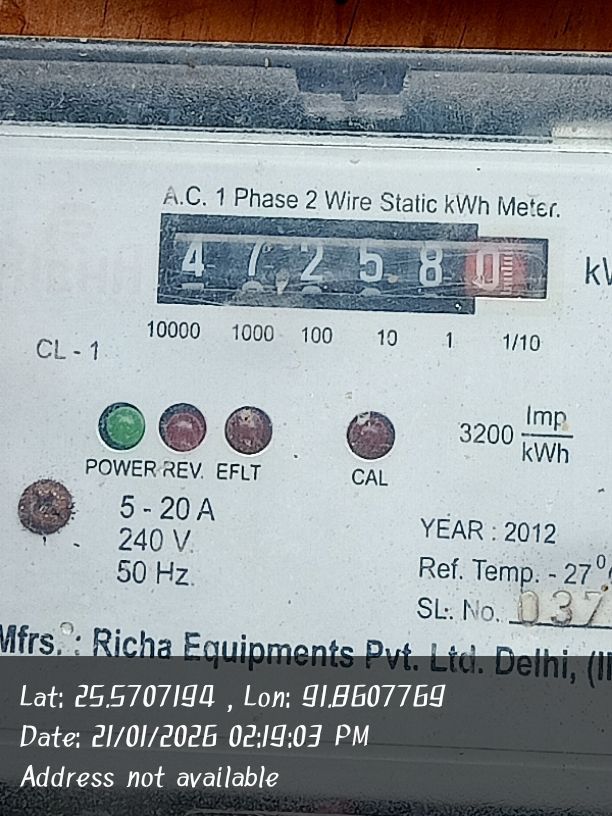 A.C. 1 Phase 2 Wire Static kWh Meter.
4 7 2 5 8 0
10000 1000 100 10 1 1/10
CL - 1
3200 Imp
kWh
POWER REV. EFLT CAL
5 - 20 A
240 V.
50 Hz.
YEAR : 2012
Ref. Temp. - 27⁰
SL. No. 037
Mfrs. : Richa Equipments Pvt. Ltd. Delhi,
Lat: 25.5707194 , Lon: 91.8607769
Date: 21/01/2026 02:19:03 PM
Address not available